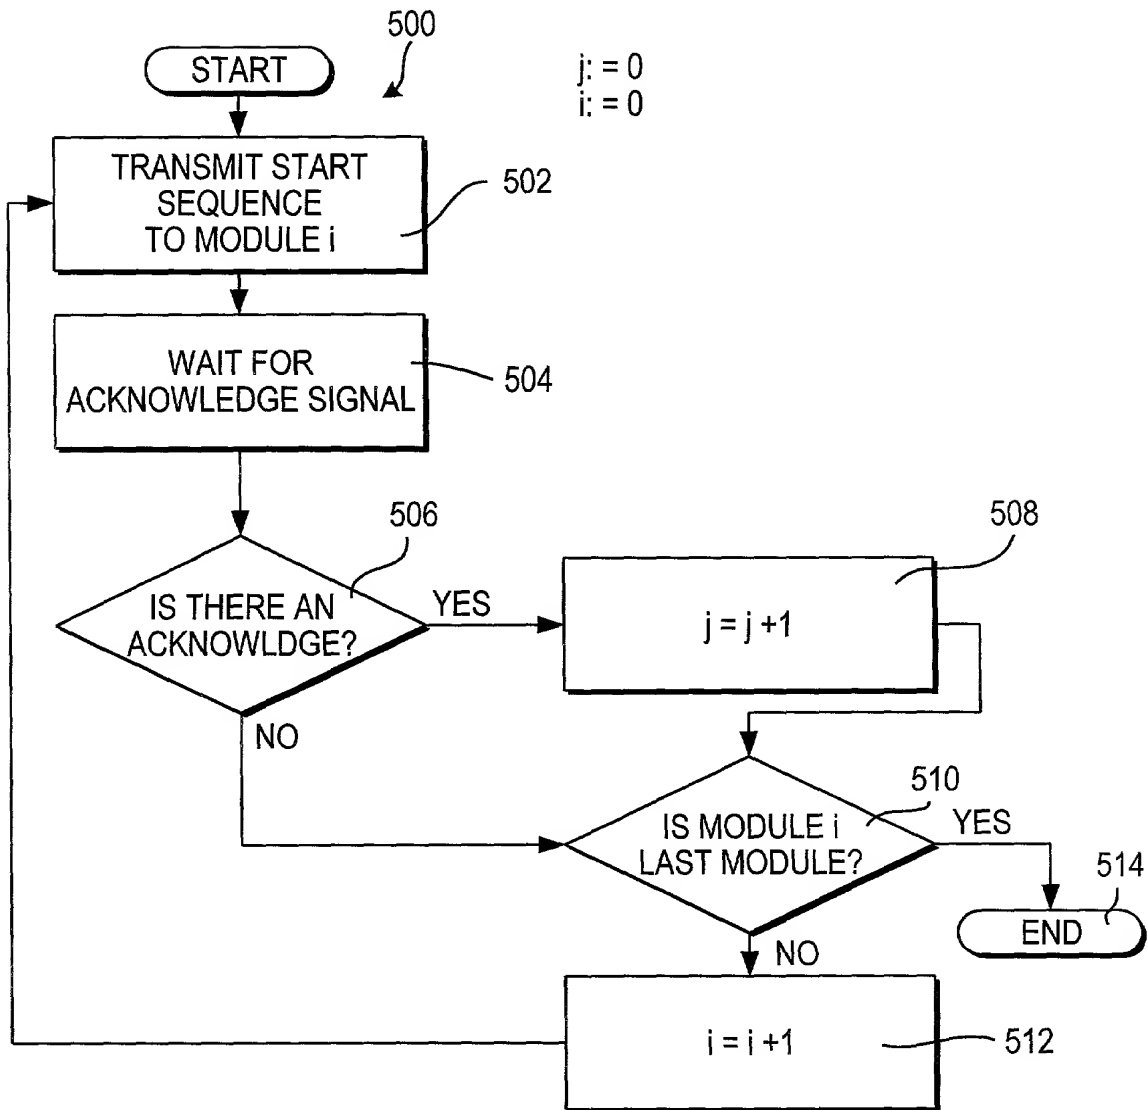 500
START
j: = 0
i: = 0
TRANSMIT START
SEQUENCE
TO MODULE i
502
WAIT FOR
ACKNOWLEDGE SIGNAL
504
506
508
IS THERE AN
ACKNOWLDGE?
YES
j = j +1
NO
510
IS MODULE i
LAST MODULE?
YES
514
END
NO
i = i +1
512